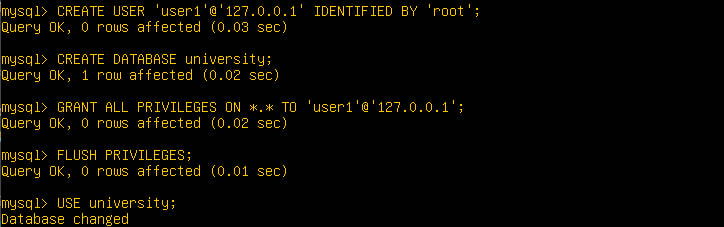 mysql> CREATE USER 'user1'@'127.0.0.1' IDENTIFIED BY 'root';
Query OK, 0 rows affected (0.03 sec)
mysql> CREATE DATABASE university;
Query OK, 1 row affected (0.02 sec)
mysql> GRANT ALL PRIVILEGES ON *.* TO 'user1'@'127.0.0.1';
Query OK, 0 rows affected (0.02 sec)
mysql> FLUSH PRIVILEGES;
Query OK, 0 rows affected (0.01 sec)
mysql> USE university;
Database changed